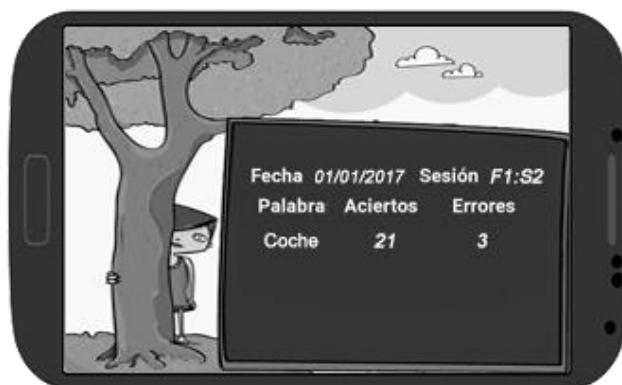 Fecha 01/01/2017 Sesión F1:S2
Palabra Aciertos Errores
Coche 21 3